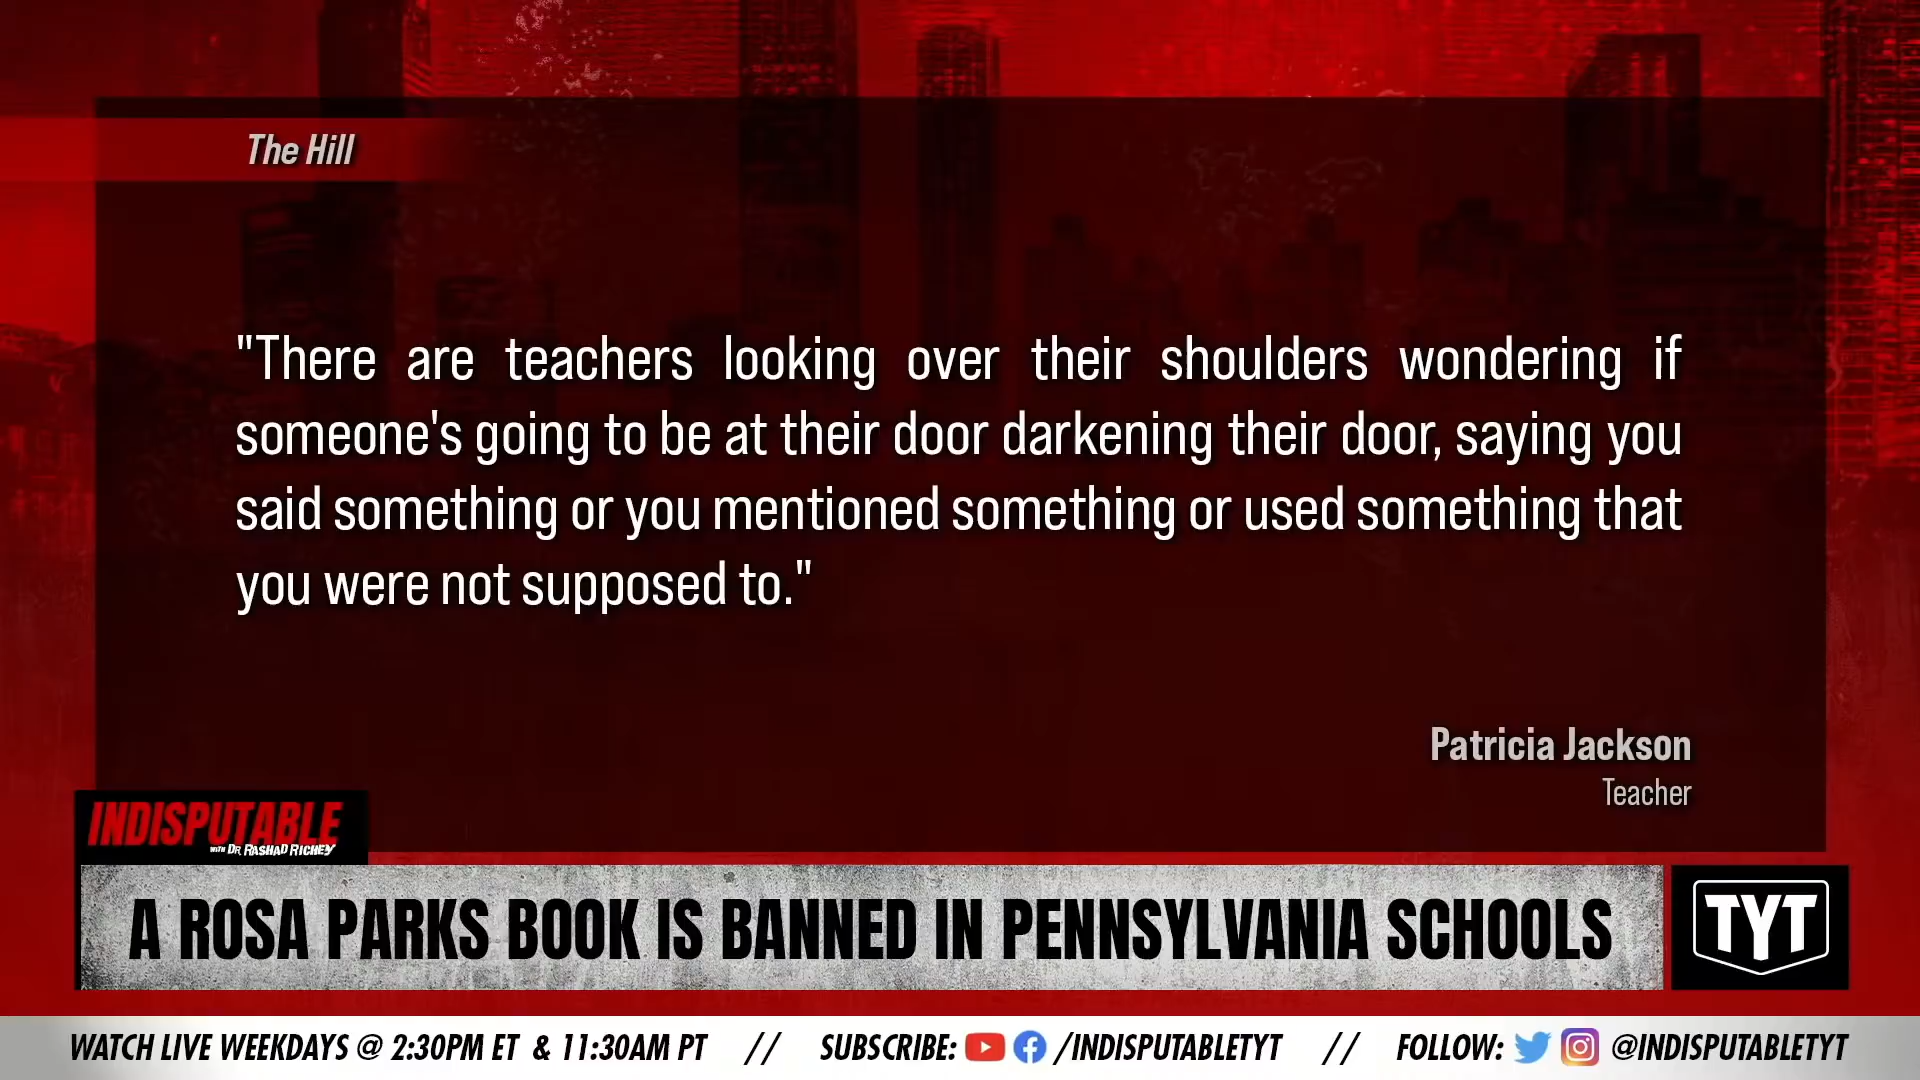 The Hill
"There are teachers looking over their shoulders wondering if
someone's going to be at their door darkening their door, saying you
said something or you mentioned something or used something that
you were not supposed to."
Patricia Jackson
Teacher
INDISPUTABLE
WITH DR RASHAD RICHEY
A ROSA PARKS BOOK IS BANNED IN PENNSYLVANIA SCHOOLS
TYT
WATCH LIVE WEEKDAYS @ 2:30PM ET & 11:30AM PT // SUBSCRIBE: /INDISPUTABLETYT // FOLLOW: @INDISPUTABLETYT